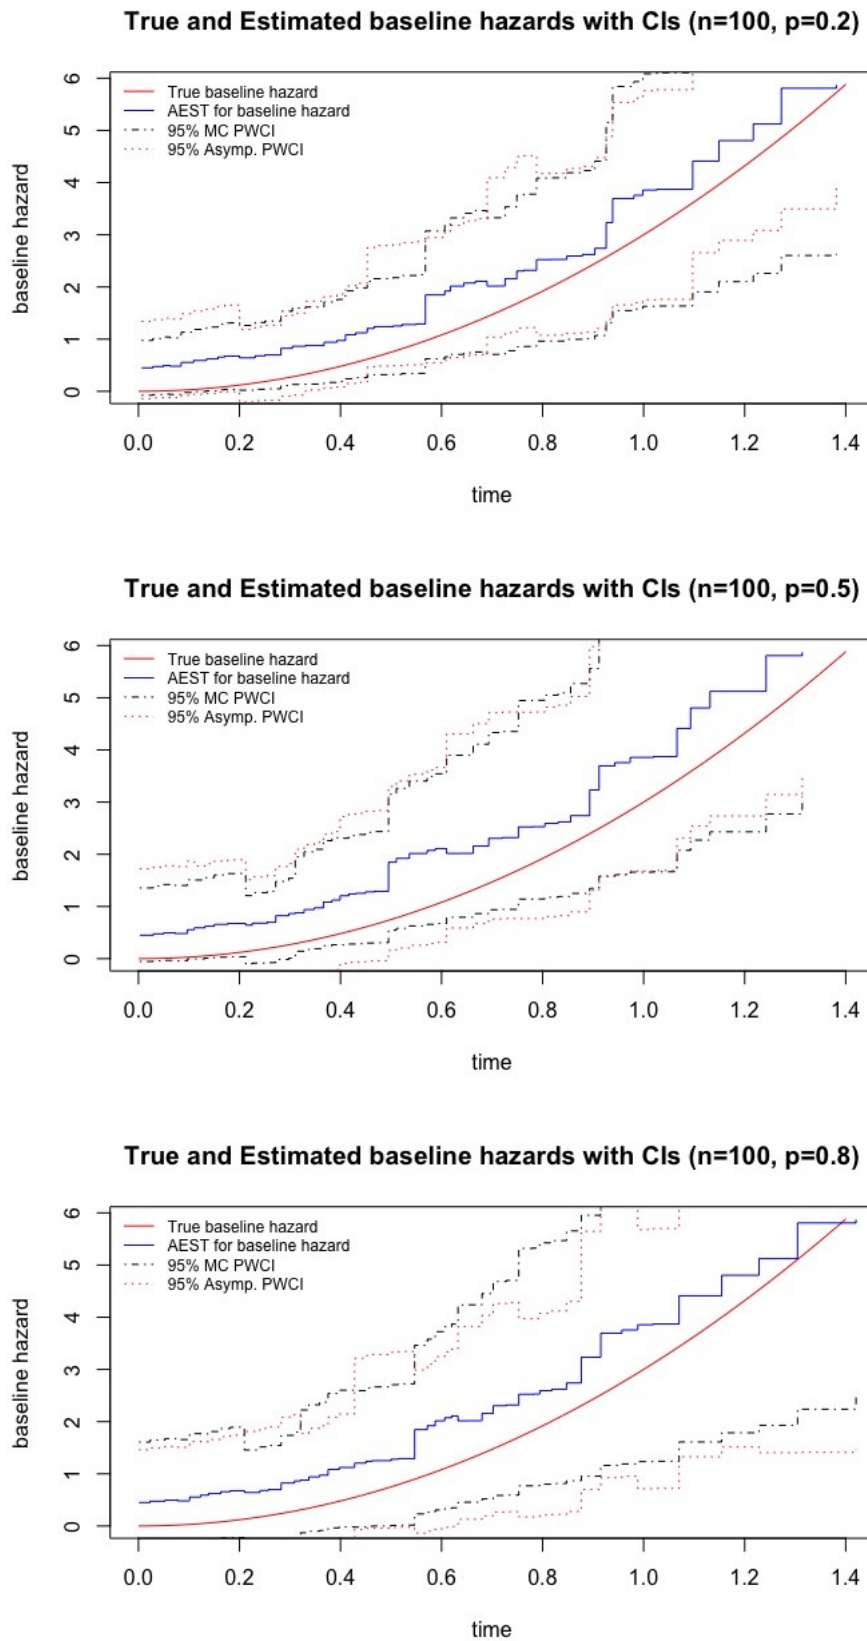 True and Estimated baseline hazards with CIs (n=100, p=0.2)
True baseline hazard
AEST for baseline hazard
95% MC PWCI
95% Asymp. PWCI
baseline hazard
6
5
4
3
2
1
0
0.0 0.2 0.4 0.6 0.8 1.0 1.2 1.4
time
True and Estimated baseline hazards with CIs (n=100, p=0.5)
True baseline hazard
AEST for baseline hazard
95% MC PWCI
95% Asymp. PWCI
baseline hazard
6
5
4
3
2
1
0
0.0 0.2 0.4 0.6 0.8 1.0 1.2 1.4
time
True and Estimated baseline hazards with CIs (n=100, p=0.8)
True baseline hazard
AEST for baseline hazard
95% MC PWCI
95% Asymp. PWCI
baseline hazard
6
5
4
3
2
1
0
0.0 0.2 0.4 0.6 0.8 1.0 1.2 1.4
time